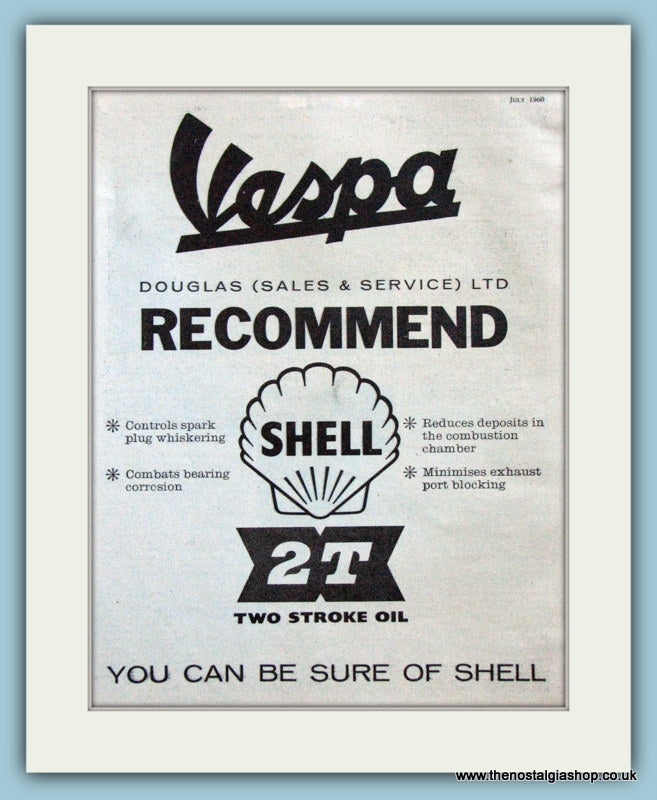 JULY 1960
Vespa
DOUGLAS (SALES & SERVICE) LTD
RECOMMEND
✳ Controls spark
plug whiskering
✳ Combats bearing
corrosion
SHELL
✳ Reduces deposits in
the combustion
chamber
✳ Minimises exhaust
port blocking
2T
TWO STROKE OIL
YOU CAN BE SURE OF SHELL
www.thenostalgiashop.co.uk